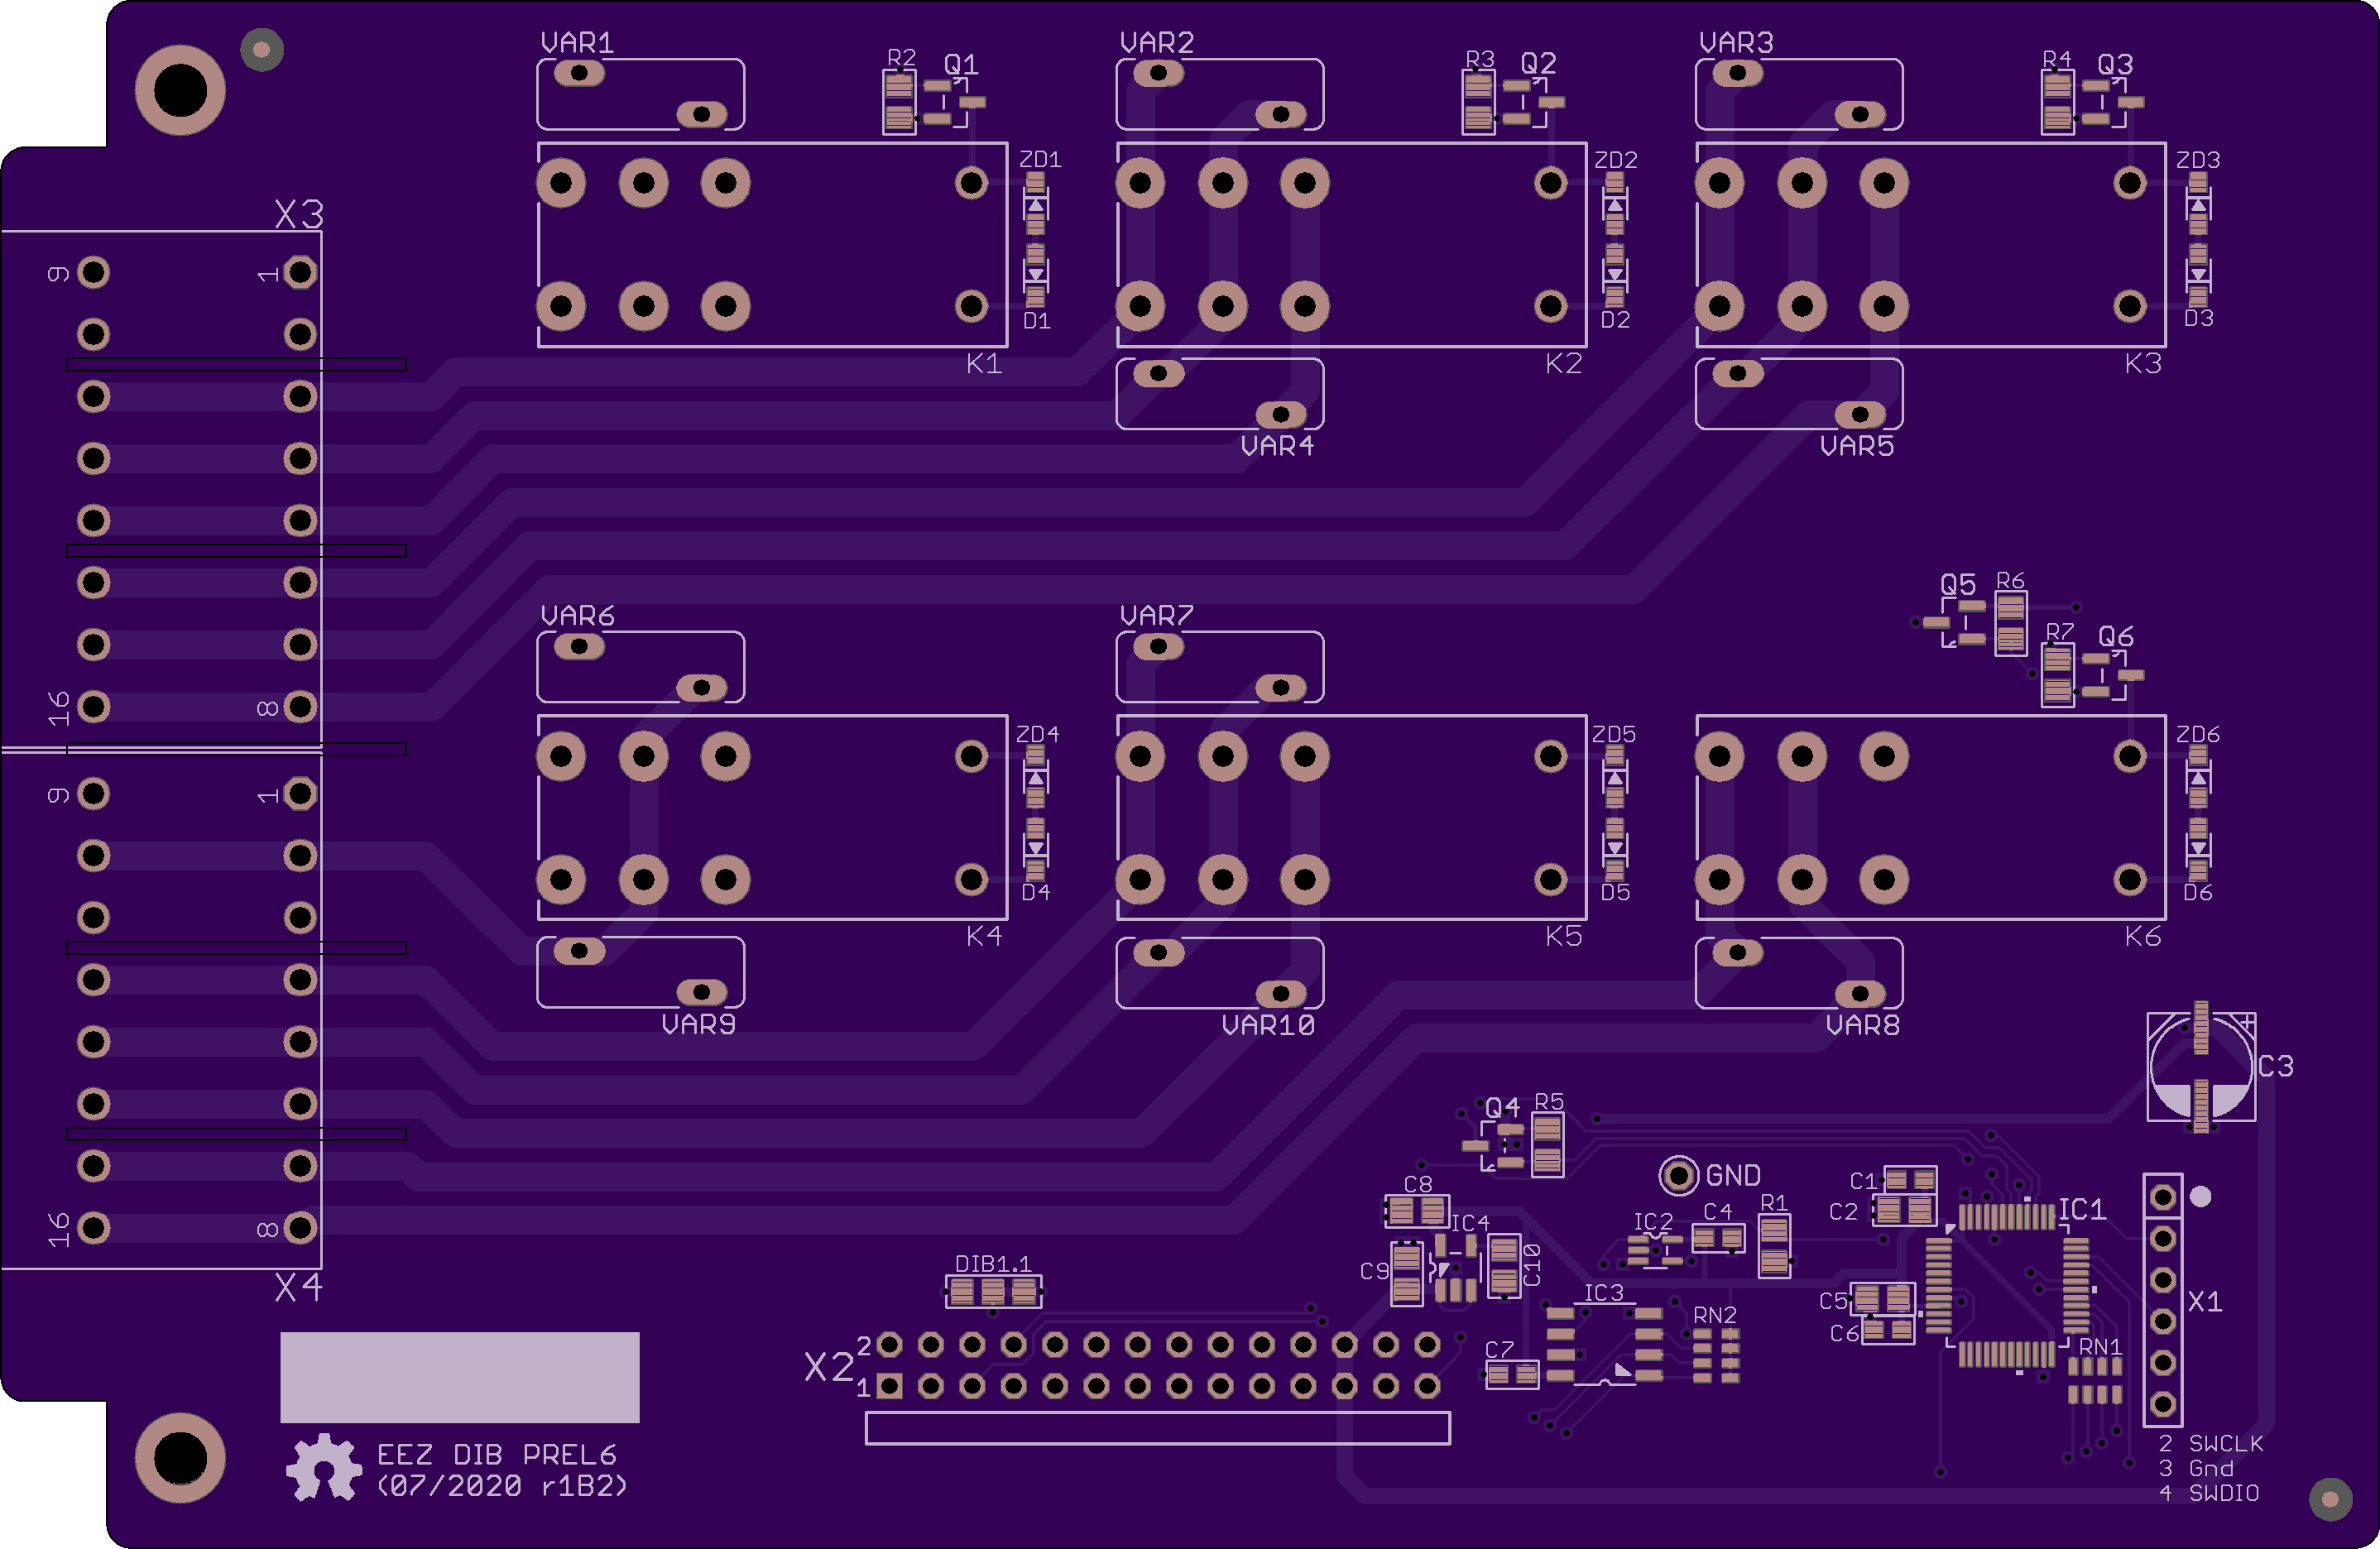 VAR1
R2
Q1
VAR2
R3
Q2
VAR3
R4
Q3
ZD1
ZD2
ZD3
X3
9
1
D1
D2
D3
K1
K2
K3
VAR4
VAR5
Q5
R6
VAR6
VAR7
R7
Q6
16
8
ZD4
ZD5
ZD6
9
1
D4
D5
D6
K4
K5
K6
VAR9
VAR10
VAR8
C3
Q4
R5
GND
C1
C8
R1
C2
IC1
IC4
IC2
C4
16
8
DIB1.1
C9
C10
X4
IC3
C5
X1
RN2
C6
RN1
X2
2
1
C7
EEZ DIB PREL6
(07/2020 r1B2)
2 SWCLK
3 Gnd
4 SWDIO
+